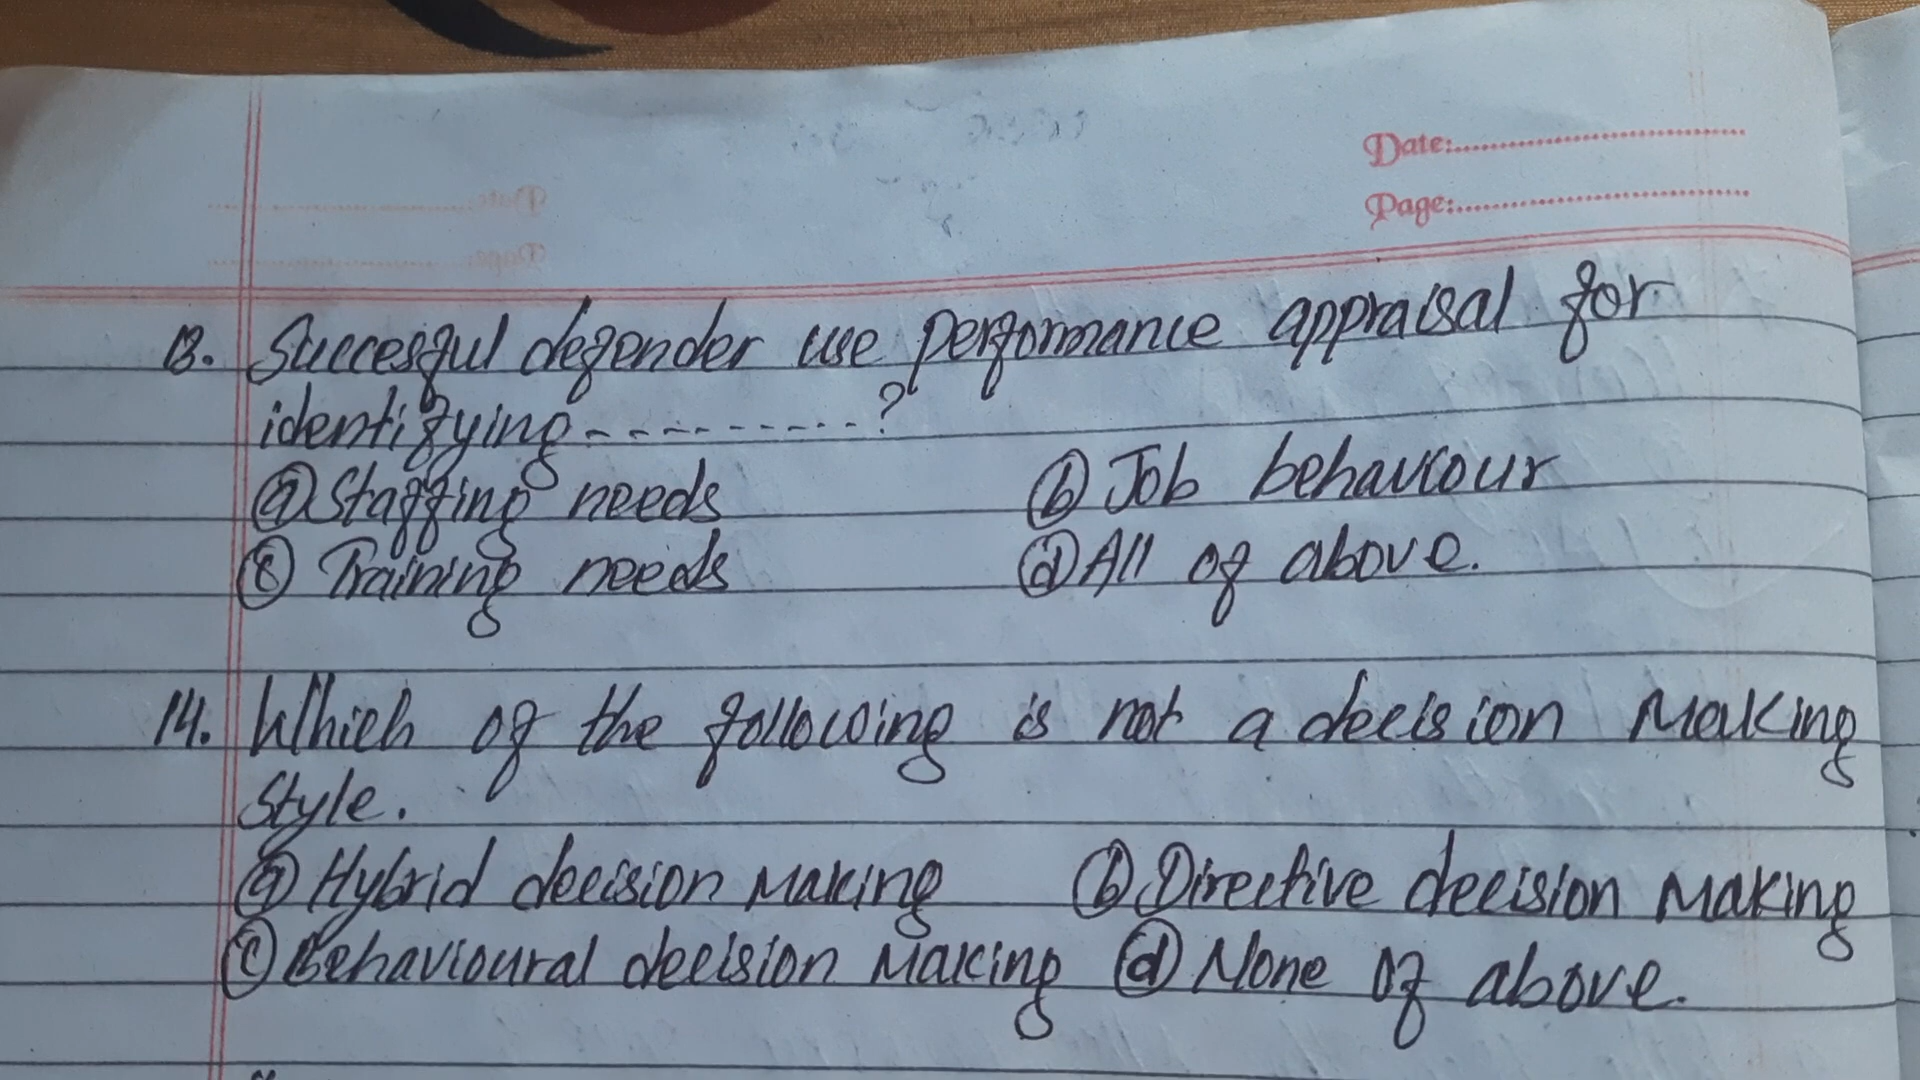 Date:
Page:
13. Succesful defender use performance appraisal for
identifying----------?
(a) Staffing needs (b) Job behaviour
(c) Training needs (d) All of above.
14. Which of the following is not a decision Making
Style.
(a) Hybrid decision Making (b) Directive decision Making
(c) Behavioural decision Making (d) None of above.